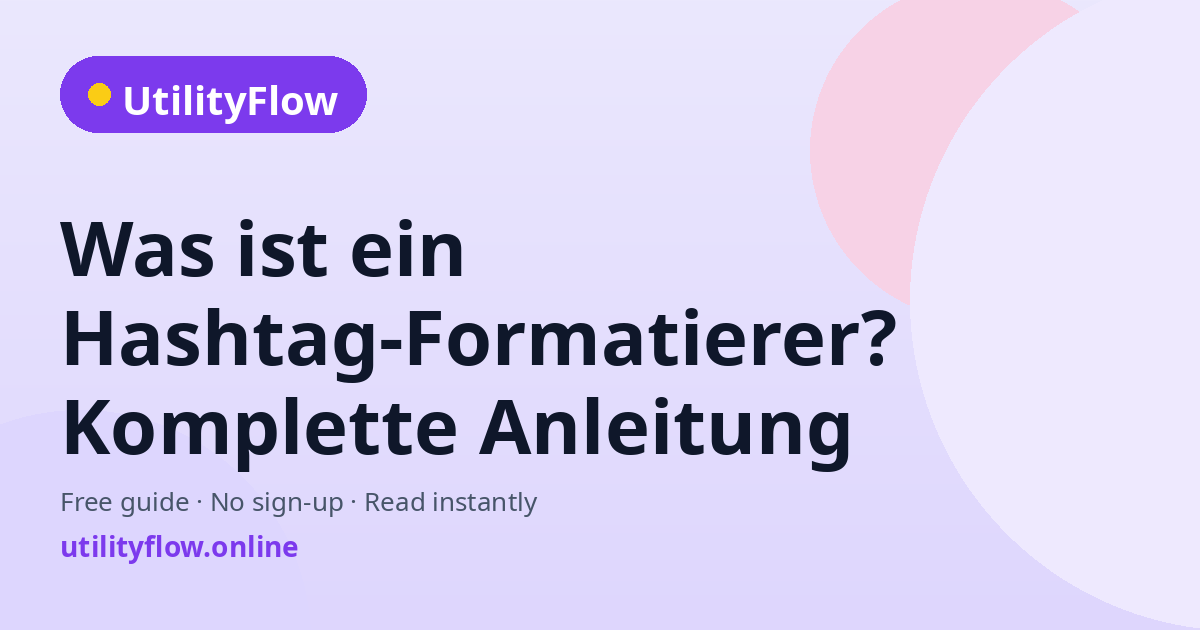 UtilityFlow
Was ist ein
Hashtag-Formatierer?
Komplette Anleitung
Free guide · No sign-up · Read instantly
utilityflow.online